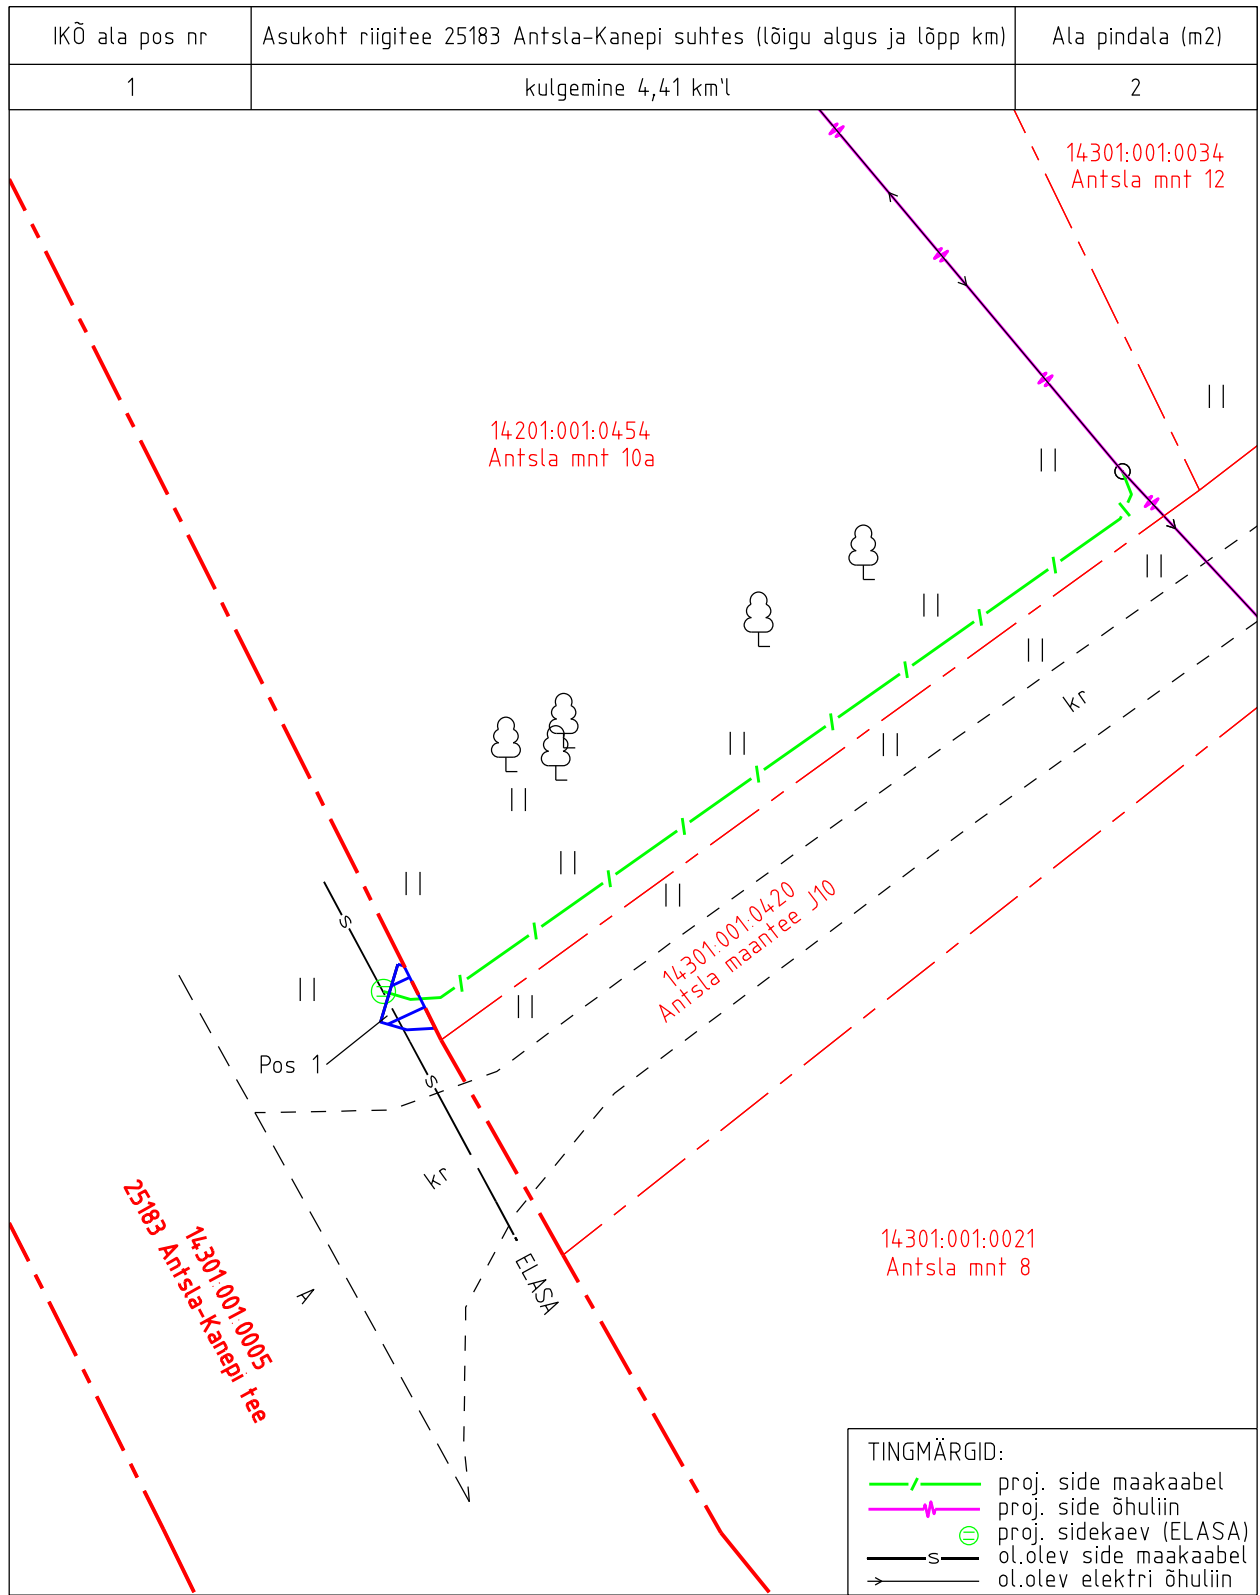 IKÕ ala pos nr
Asukoht riigitee 25183 Antsla-Kanepi suhtes (lõigu algus ja lõpp km)
Ala pindala (m2)
1
kulgemine 4,41 km'l
2
14301:001:0034
Antsla mnt 12
14201:001:0454
Antsla mnt 10a
kr
14301:001:0420
Antsla maantee J10
s
Pos 1
s
kr
14301:001:0005
25183 Antsla-Kanepi tee
A
ELASA
14301:001:0021
Antsla mnt 8
TINGMÄRGID:
proj. side maakaabel
proj. side õhuliin
proj. sidekaev (ELASA)
s
ol.olev side maakaabel
ol.olev elektri õhuliin